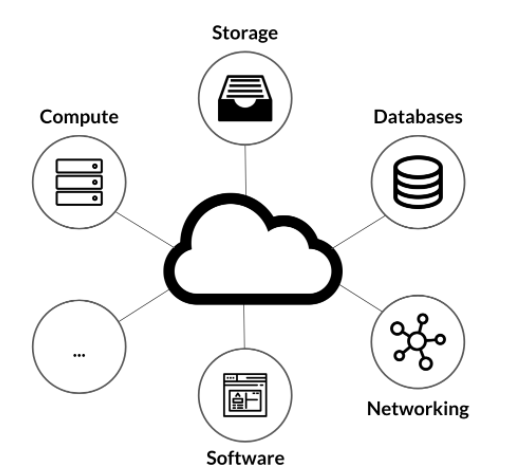 Storage
Compute
Databases
...
Networking
Software